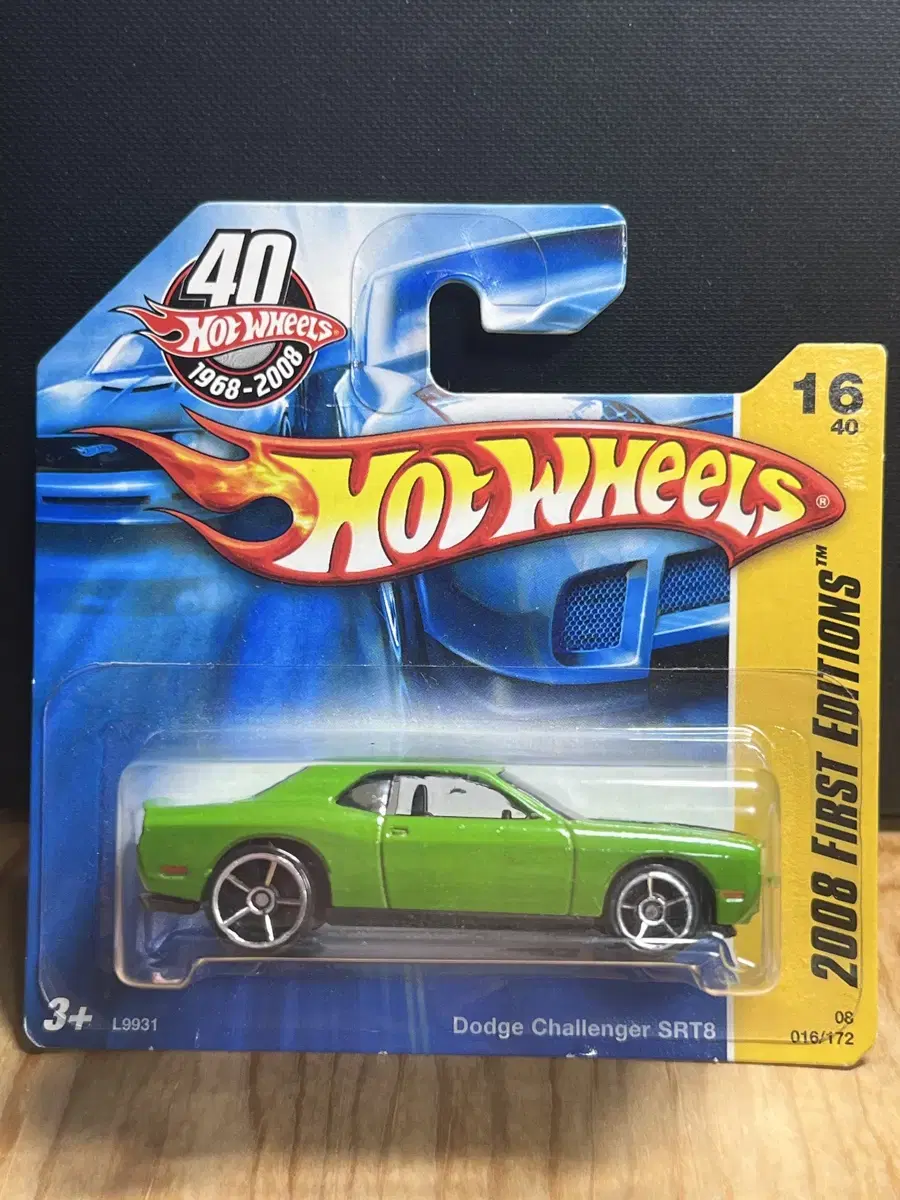 40
HOT WHEELS
1968-2008
HOT WHEELS®
16
40
2008 FIRST EDITIONS™
3+
L9931
Dodge Challenger SRT8
08
016/172